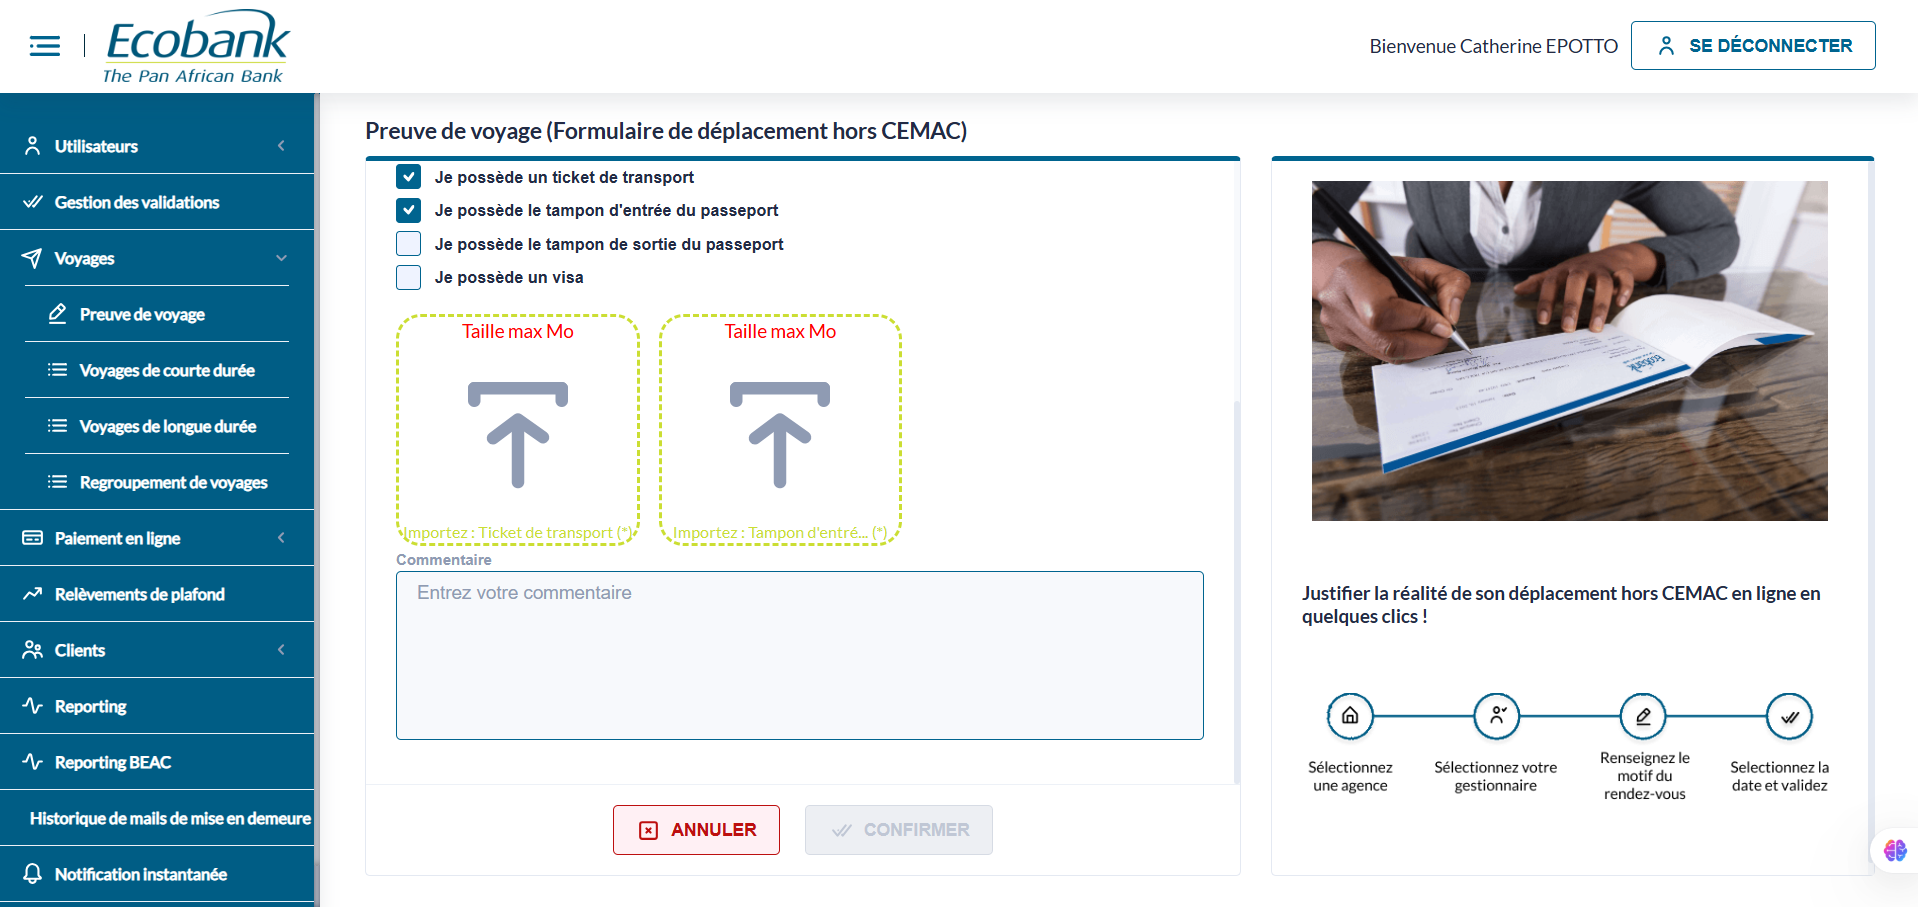 Ecobank
The Pan African Bank
Bienvenue Catherine EPOTTO
SE DÉCONNECTER
Utilisateurs
Gestion des validations
Voyages
Preuve de voyage
Voyages de courte durée
Voyages de longue durée
Regroupement de voyages
Paiement en ligne
Relèvements de plafond
Clients
Reporting
Reporting BEAC
Historique de mails de mise en demeure
Notification instantanée
Preuve de voyage (Formulaire de déplacement hors CEMAC)
Je possède un ticket de transport
Je possède le tampon d'entrée du passeport
Je possède le tampon de sortie du passeport
Je possède un visa
Taille max Mo
Importez : Ticket de transport (*)
Taille max Mo
Importez : Tampon d'entré... (*)
Commentaire
Entrez votre commentaire
ANNULER
CONFIRMER
Ecobank
Justifier la réalité de son déplacement hors CEMAC en ligne en
quelques clics !
Sélectionnez
une agence
Sélectionnez votre
gestionnaire
Renseignez le
motif du
rendez-vous
Selectionnez la
date et validez